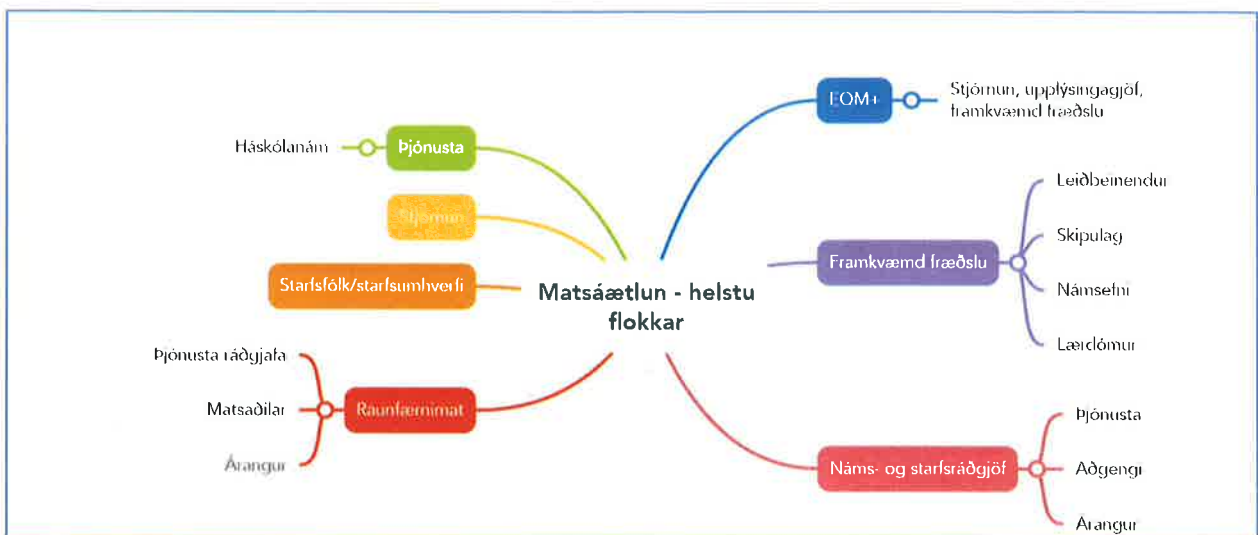 Matsáætlun - helstu
flokkar
EQM+
Stjórnun, upplýsingagjöf,
framkvæmd fræðslu
Framkvæmd fræðslu
Leiðbeinendur
Skipulag
Námsefni
Lærdómur
Náms- og starfsráðgjöf
Þjónusta
Aðgengi
Árangur
Þjónusta
Háskólanám
Stjórnun
Starfsfólk/starfsumhverfi
Raunfærnimat
Þjónusta ráðgjafa
Matsaðilar
Árangur